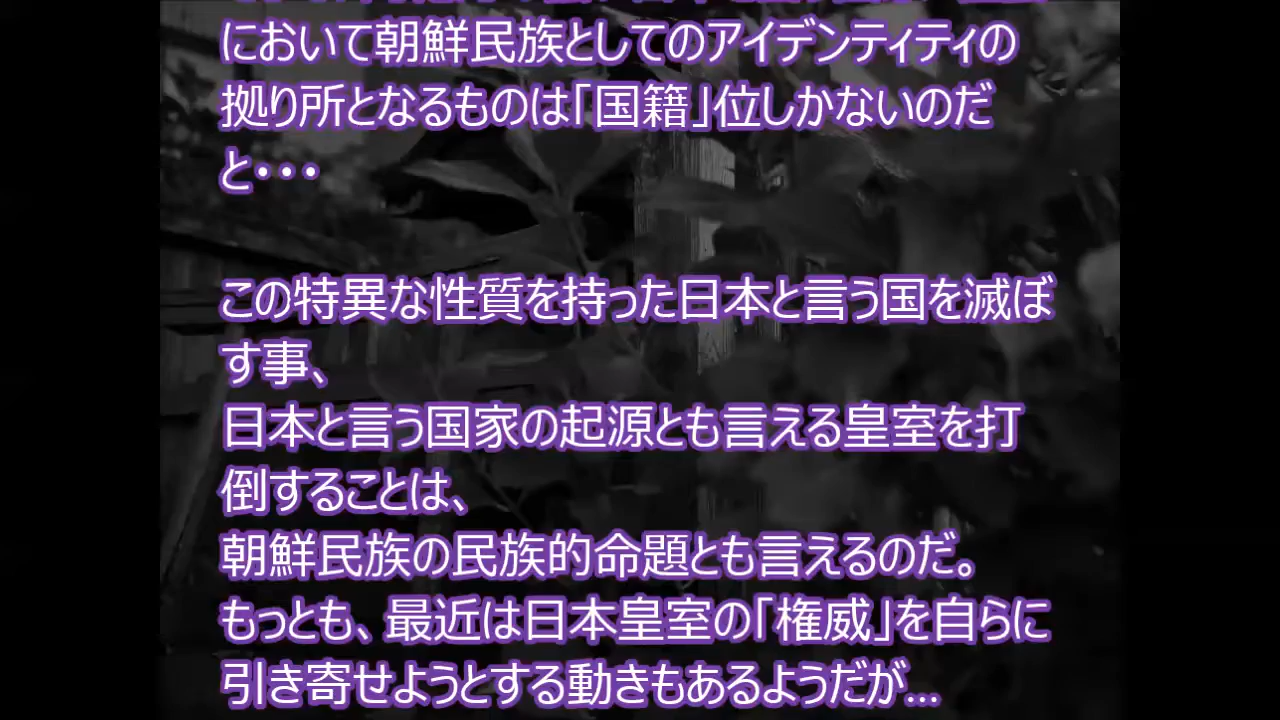 において朝鮮民族としてのアイデンティティの
拠り所となるものは「国籍」位しかないのだ
と・・・
この特異な性質を持った日本と言う国を滅ぼ
す事、
日本と言う国家の起源とも言える皇室を打
倒することは、
朝鮮民族の民族的命題とも言えるのだ。
もっとも、最近は日本皇室の「権威」を自らに
引き寄せようとする動きもあるようだが…